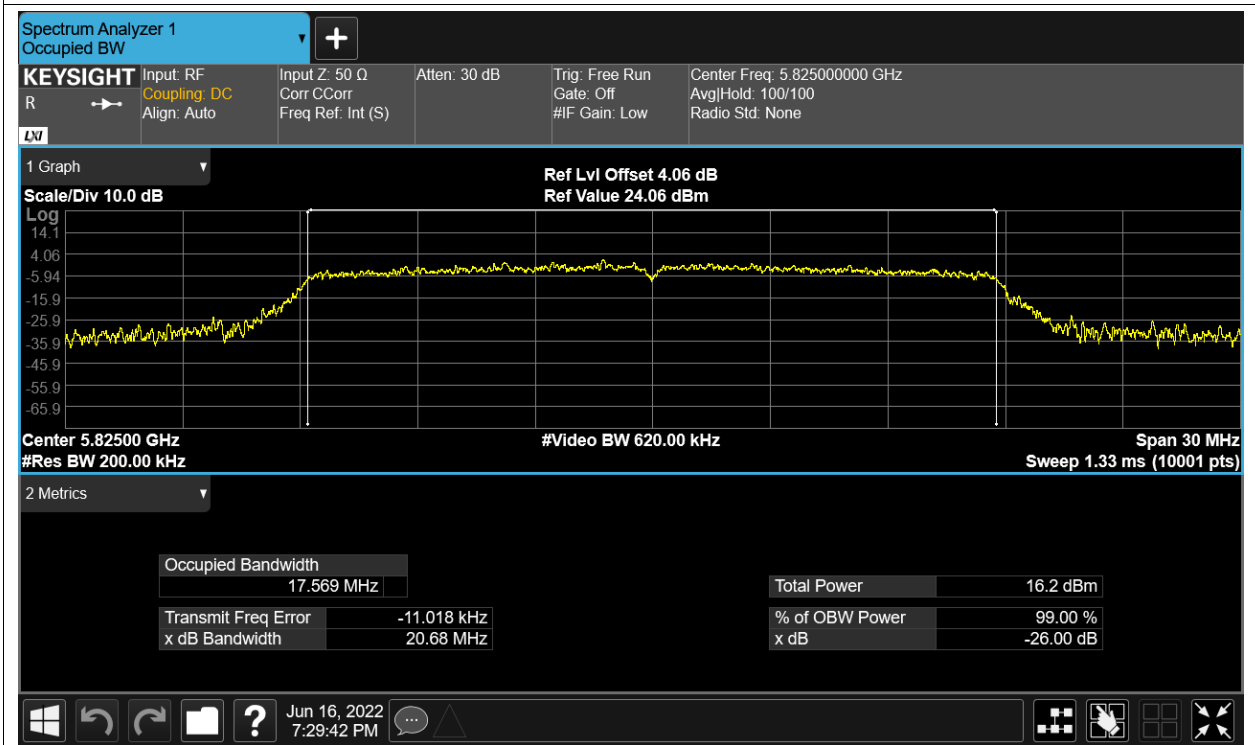 Spectrum Analyzer 1
Occupied BW
KEYSIGHT
R
LXI
Input: RF
Coupling: DC
Align: Auto
Input Z: 50 Ω
Corr CCorr
Freq Ref: Int (S)
Atten: 30 dB
Trig: Free Run
Gate: Off
#IF Gain: Low
Center Freq: 5.825000000 GHz
Avg|Hold: 100/100
Radio Std: None
1 Graph
Scale/Div 10.0 dB
Ref Lvl Offset 4.06 dB
Ref Value 24.06 dBm
Log
14.1
4.06
-5.94
-15.9
-25.9
-35.9
-45.9
-55.9
-65.9
Center 5.82500 GHz
#Video BW 620.00 kHz
Span 30 MHz
#Res BW 200.00 kHz
Sweep 1.33 ms (10001 pts)
2 Metrics
Occupied Bandwidth
17.569 MHz
Transmit Freq Error -11.018 kHz
x dB Bandwidth 20.68 MHz
Total Power 16.2 dBm
% of OBW Power 99.00 %
x dB -26.00 dB
?
Jun 16, 2022
7:29:42 PM